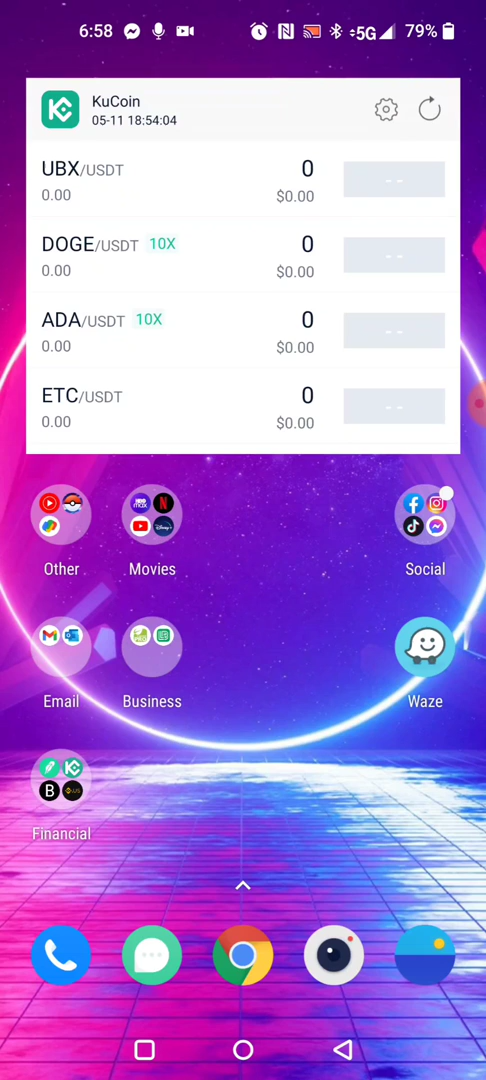 6:58
5G 79%
KuCoin
05-11 18:54:04
UBX/USDT 0 --
0.00 $0.00
DOGE/USDT 10X 0 --
0.00 $0.00
ADA/USDT 10X 0 --
0.00 $0.00
ETC/USDT 0 --
0.00 $0.00
Other Movies Social
Email Business Waze
Financial